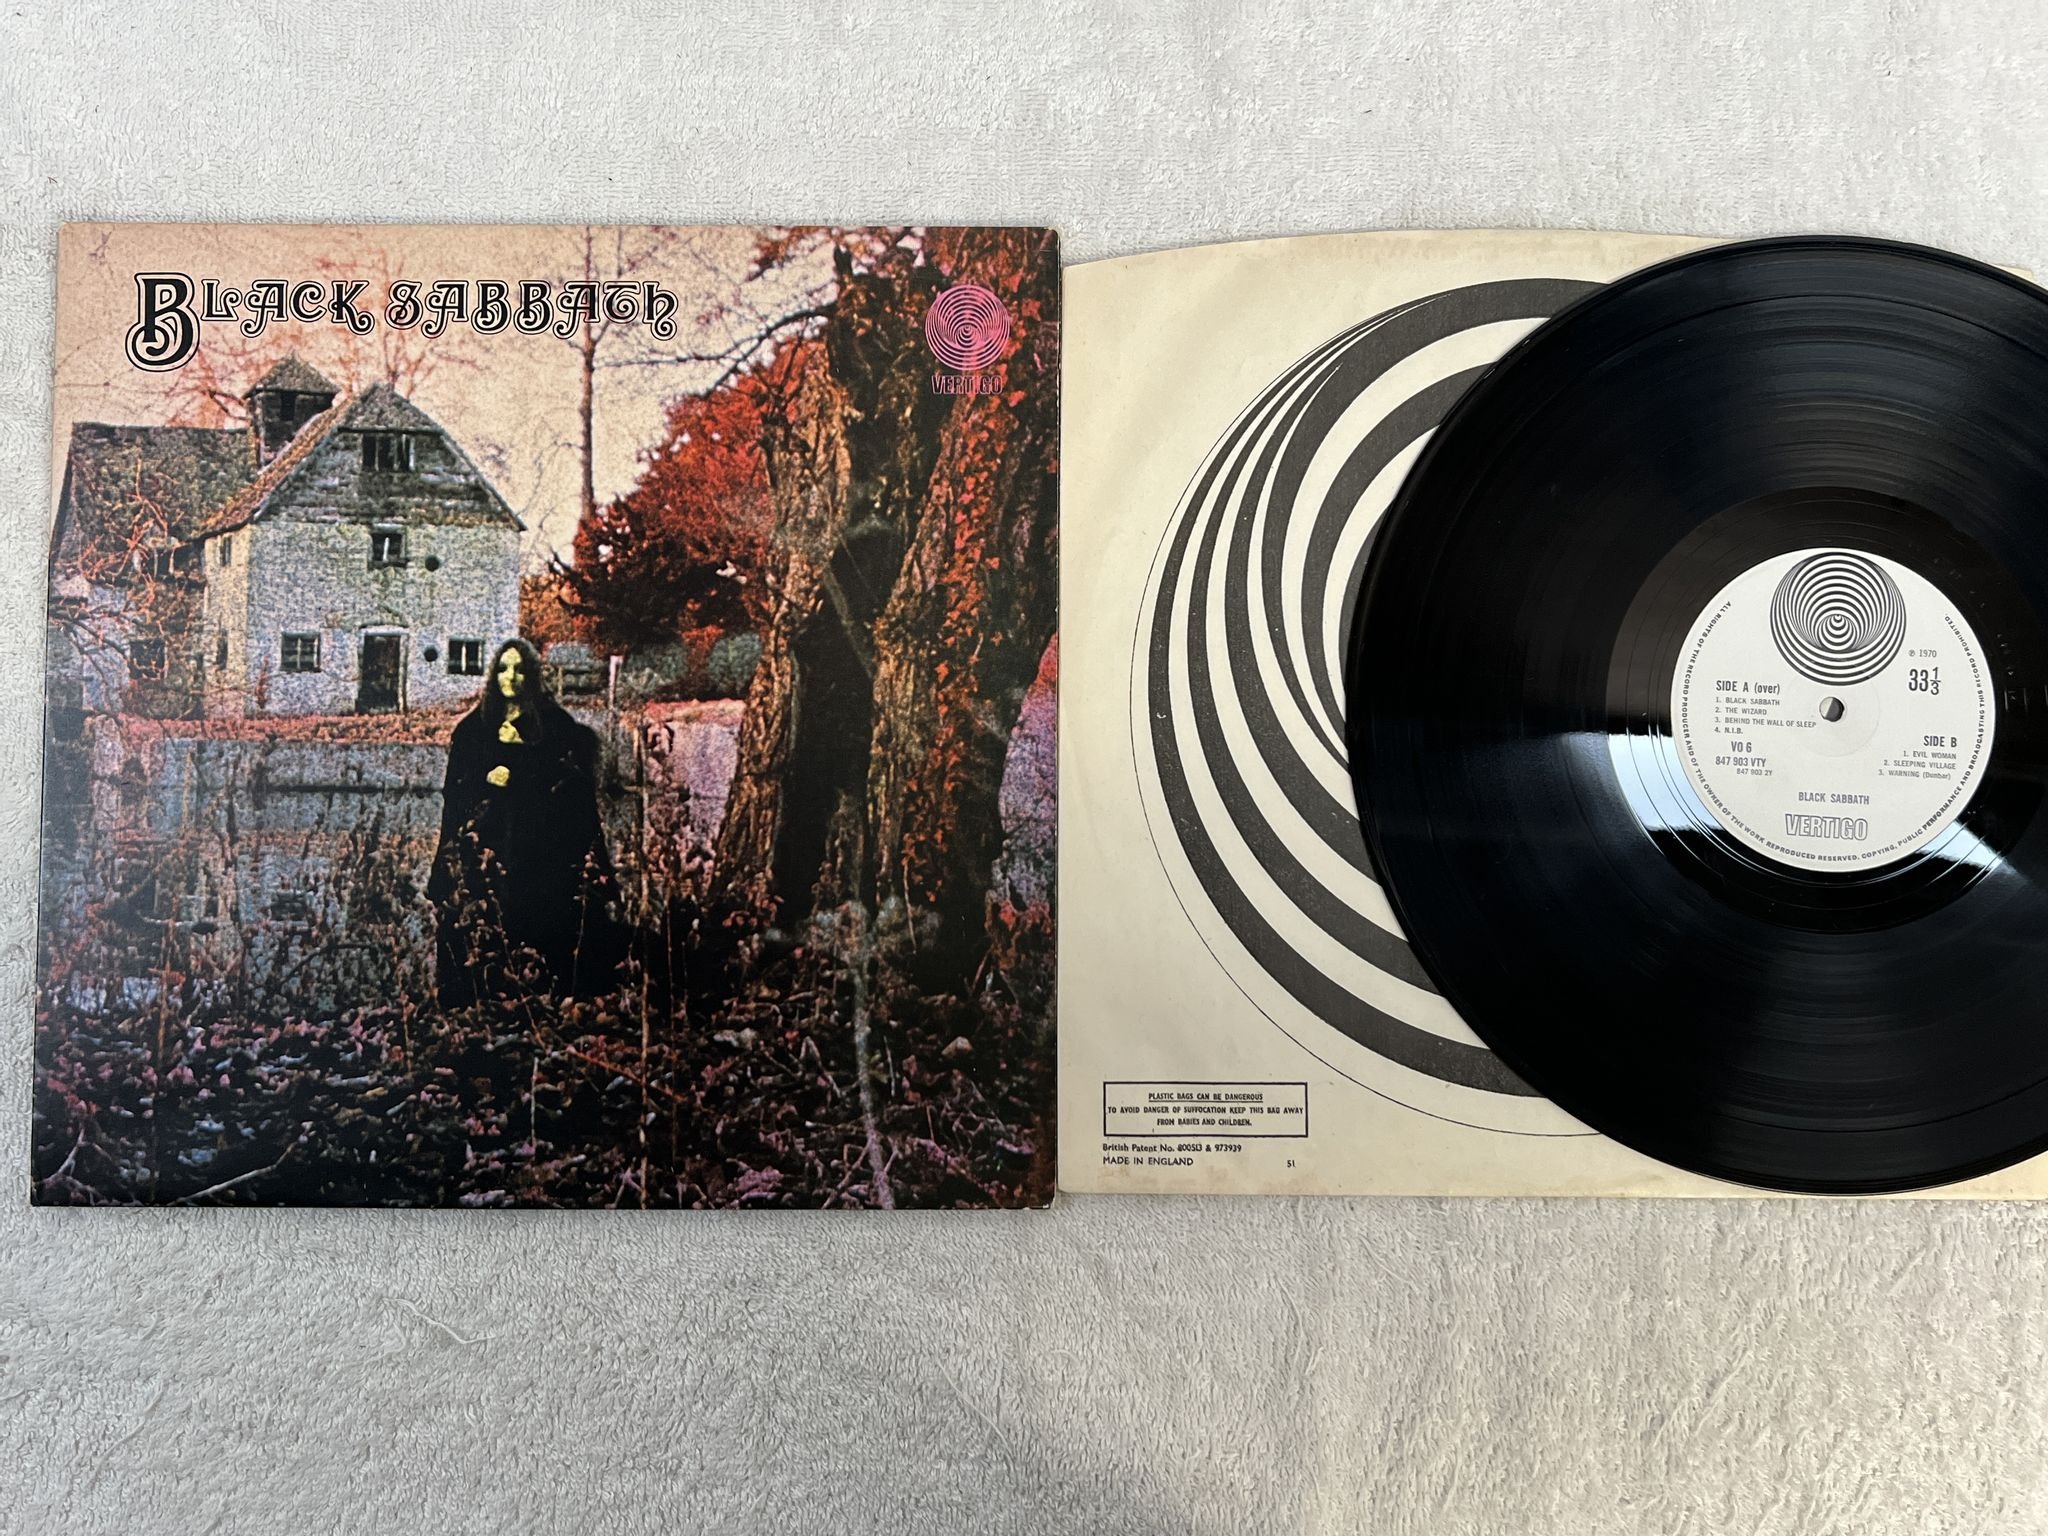 BLACK SABBATH
VERTIGO
PLASTIC BAGS CAN BE DANGEROUS
TO AVOID DANGER OF SUFFOCATION KEEP THIS BAG AWAY
FROM BABIES AND CHILDREN.
British Patent No. 800513 & 973939
MADE IN ENGLAND 51
ALL RIGHTS OF THE RECORD PRODUCER AND OF THE OWNER OF THE WORK REPRODUCED RESERVED. COPYING, PUBLIC PERFORMANCE AND BROADCASTING THIS RECORD PROHIBITED.
℗ 1970
33 1/3
SIDE A (over)
1. BLACK SABBATH
2. THE WIZARD
3. BEHIND THE WALL OF SLEEP
4. N.I.B.
VO 6
847 903 VTY
847 903 2Y
SIDE B
1. EVIL WOMAN
2. SLEEPING VILLAGE
3. WARNING (Dunbar)
BLACK SABBATH
VERTIGO